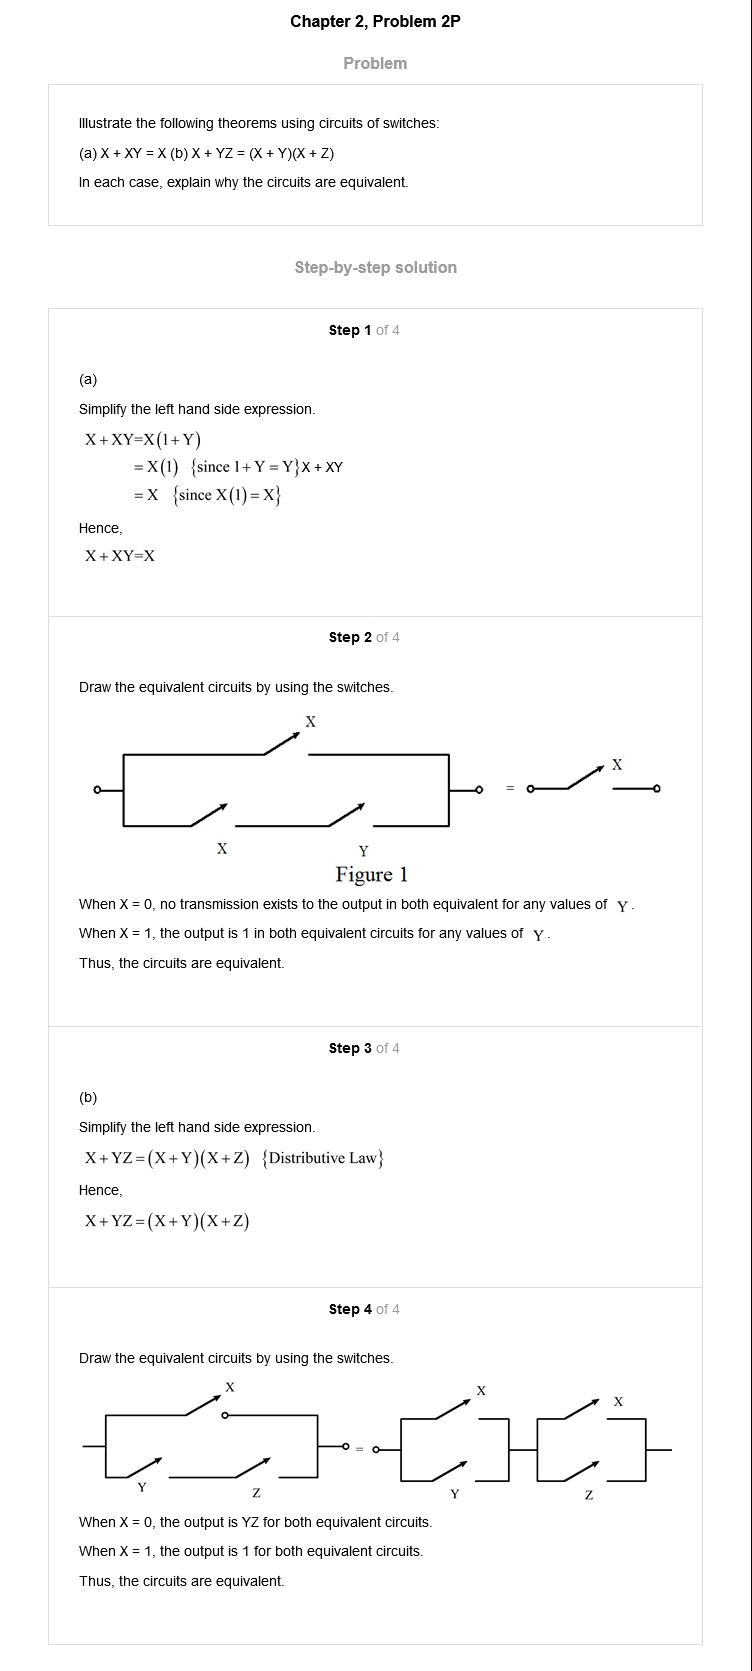 Chapter 2, Problem 2P
Problem
Illustrate the following theorems using circuits of switches:
(a) X + XY = X (b) X + YZ = (X + Y)(X + Z)
In each case, explain why the circuits are equivalent.
Step-by-step solution
Step 1 of 4
(a)
Simplify the left hand side expression.
X+XY=X(1+Y)
=X(1) {since 1+Y=Y}X + XY
=X {since X(1)=X}
Hence,
X+XY=X
Step 2 of 4
Draw the equivalent circuits by using the switches.
X
= X
X Y
Figure 1
When X = 0, no transmission exists to the output in both equivalent for any values of Y.
When X = 1, the output is 1 in both equivalent circuits for any values of Y.
Thus, the circuits are equivalent.
Step 3 of 4
(b)
Simplify the left hand side expression.
X+YZ=(X+Y)(X+Z) {Distributive Law}
Hence,
X+YZ=(X+Y)(X+Z)
Step 4 of 4
Draw the equivalent circuits by using the switches.
X X X
=
Y Z Y Z
When X = 0, the output is YZ for both equivalent circuits.
When X = 1, the output is 1 for both equivalent circuits.
Thus, the circuits are equivalent.